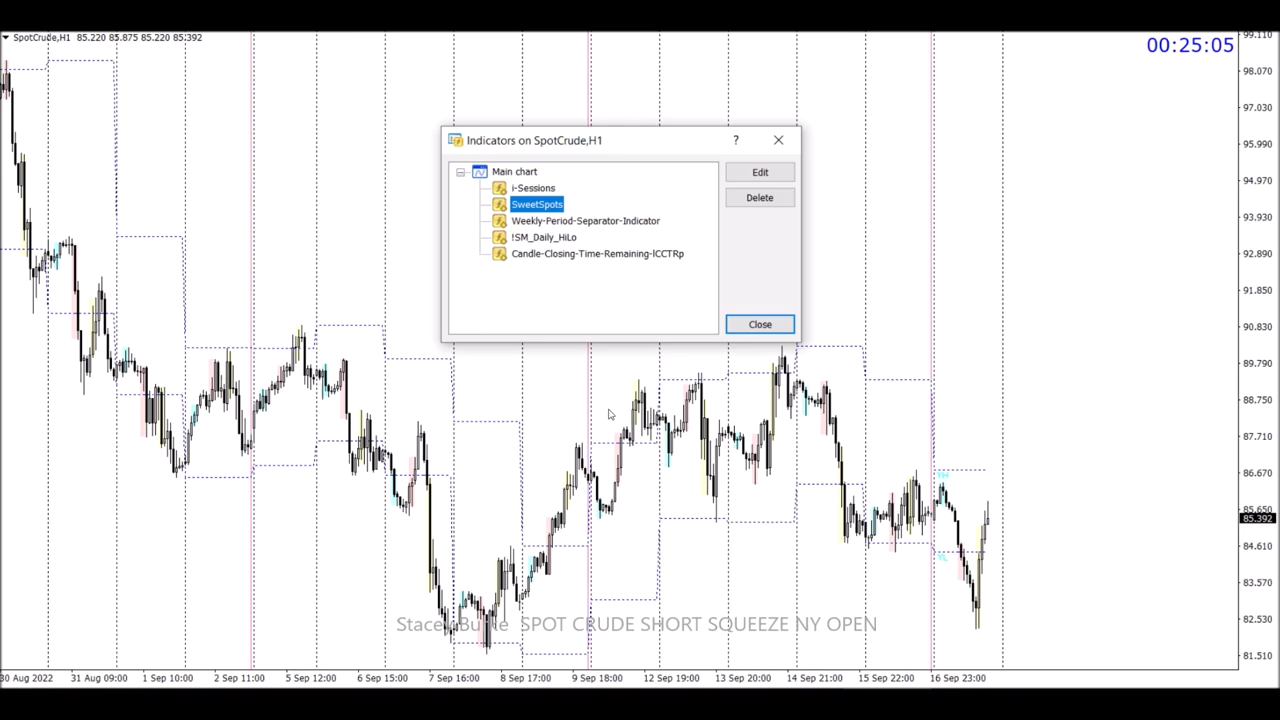 SpotCrude,H1 85.220 85.875 85.220 85.392
00:25:05
99.110
98.070
97.030
95.990
94.970
93.930
92.890
91.850
90.830
89.790
88.750
87.710
86.670
85.650
85.392
84.610
83.570
82.530
81.510
Indicators on SpotCrude,H1
?
Main chart
i-Sessions
SweetSpots
Weekly-Period-Separator-Indicator
!SM_Daily_HiLo
Candle-Closing-Time-Remaining-lCCTRp
Edit
Delete
Close
YH
YL
SPOT CRUDE SHORT SQUEEZE NY OPEN
30 Aug 2022
31 Aug 09:00
1 Sep 10:00
2 Sep 11:00
5 Sep 12:00
6 Sep 15:00
7 Sep 16:00
8 Sep 17:00
9 Sep 18:00
12 Sep 19:00
13 Sep 20:00
14 Sep 21:00
15 Sep 22:00
16 Sep 23:00